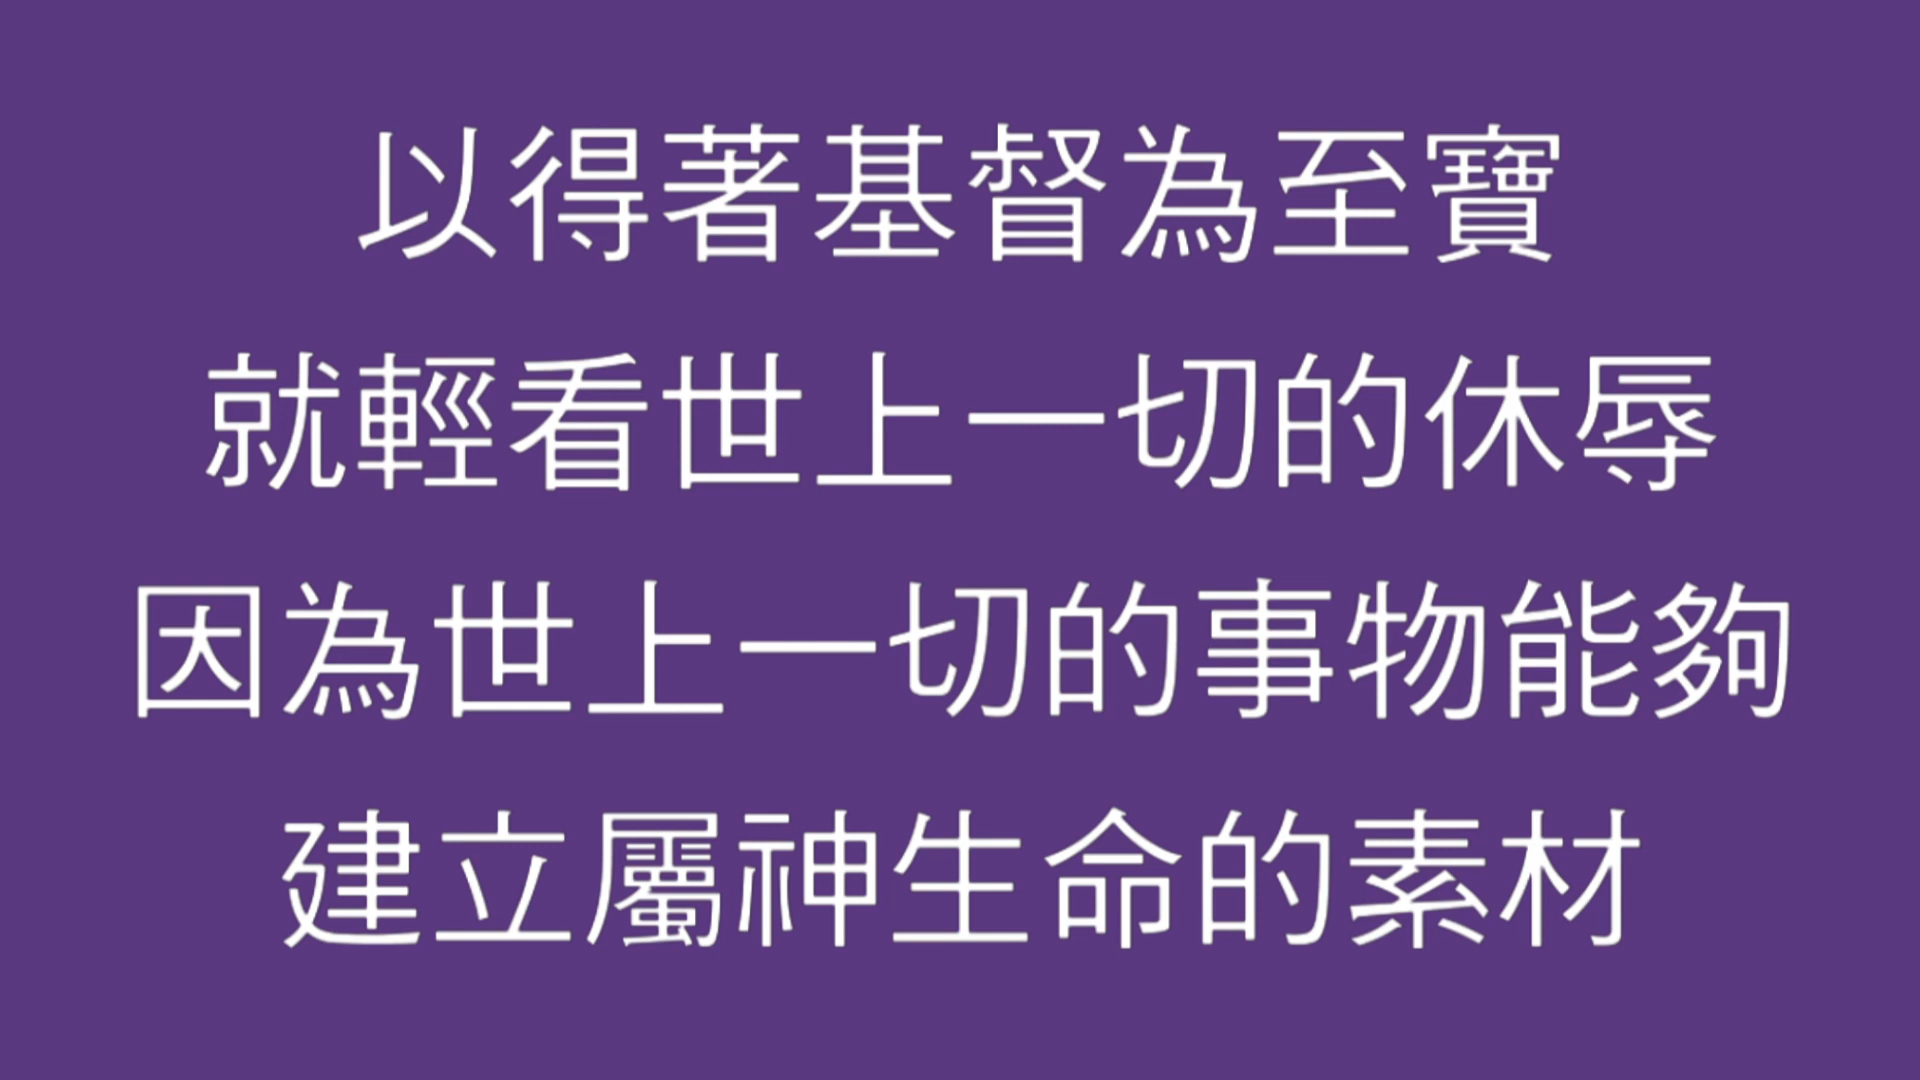 以得著基督為至寶
就輕看世上一切的休辱
因為世上一切的事物能夠
建立屬神生命的素材